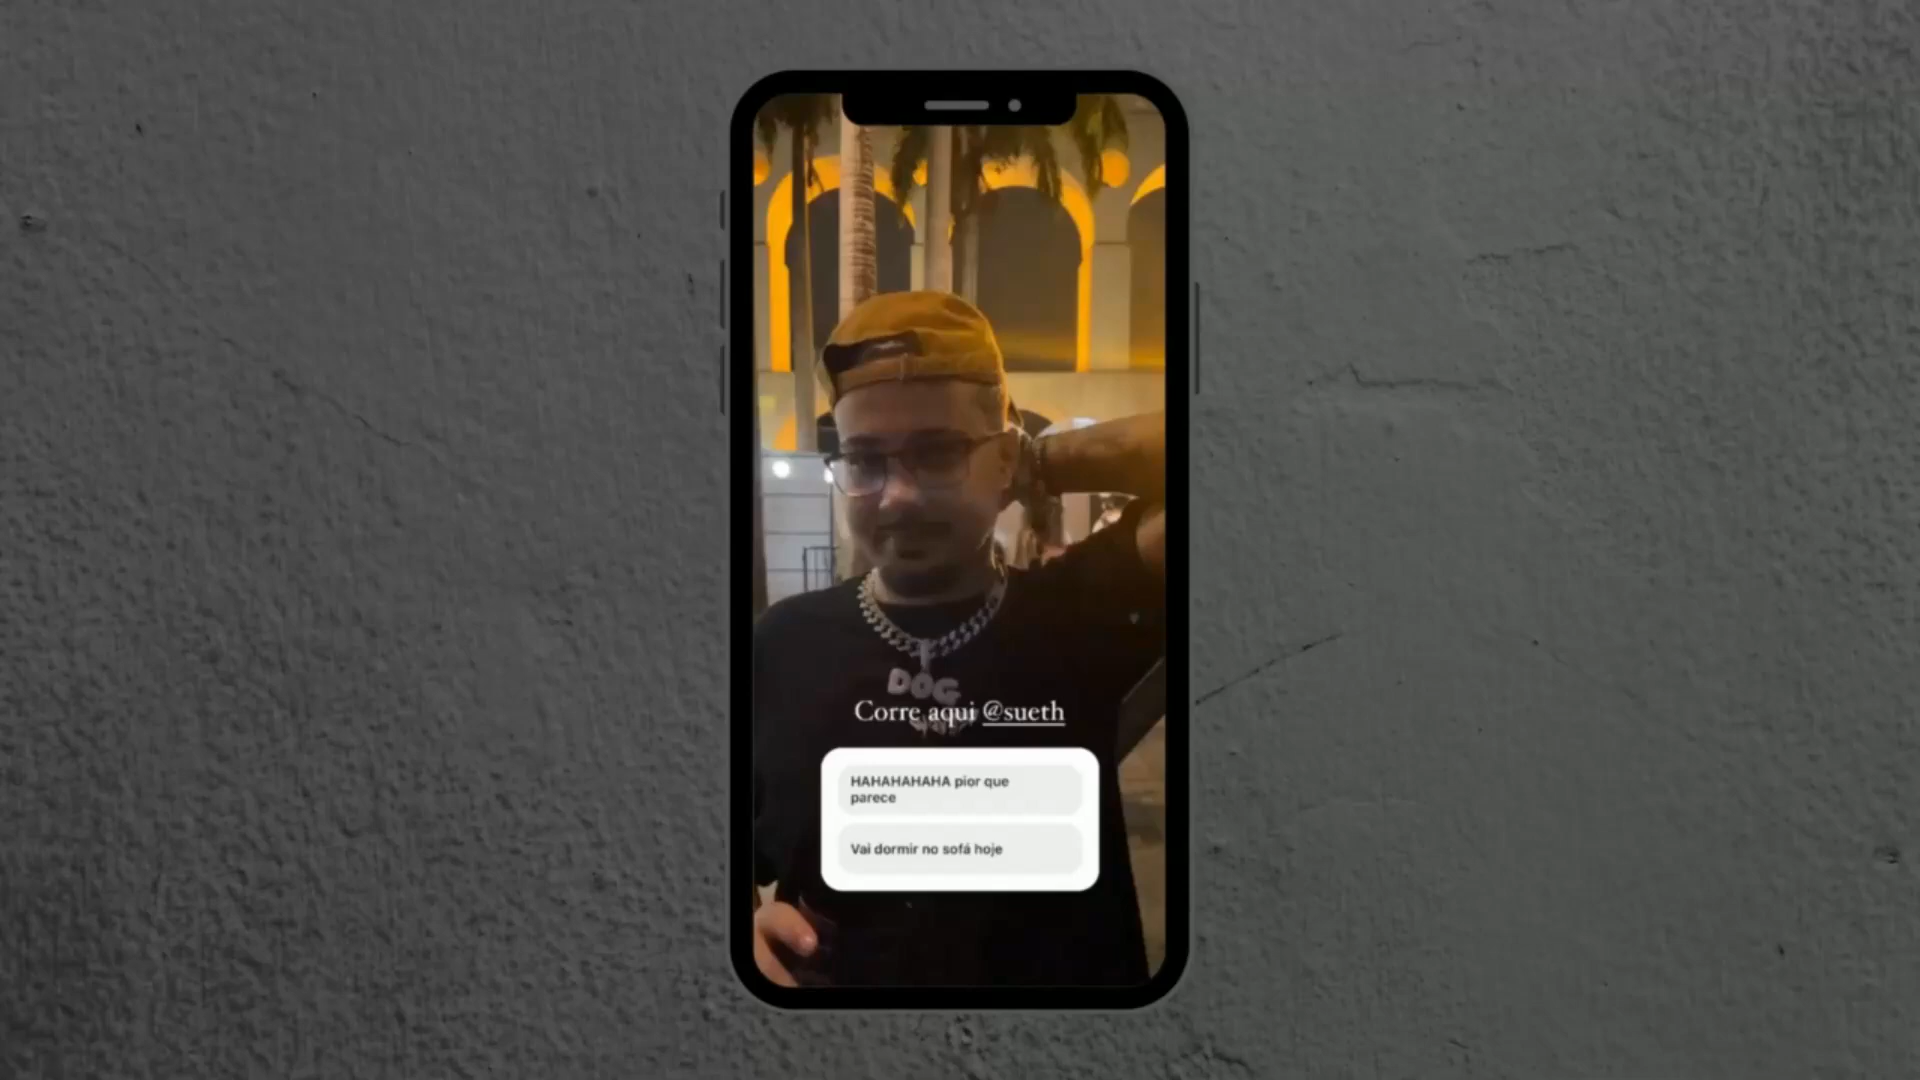 DOG
Corre aqui @sueth
HAHAHAHAHA pior que
parece
Vai dormir no sofá hoje